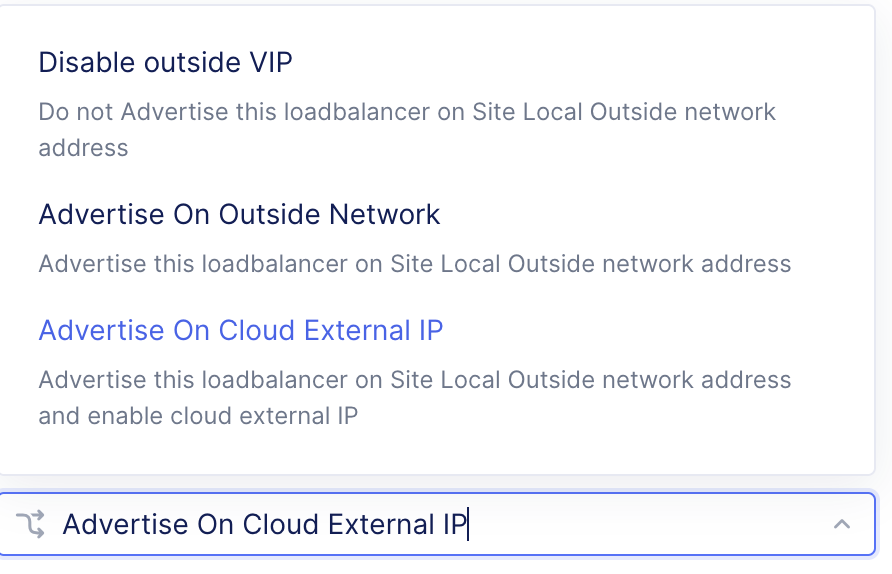 Disable outside VIP
Do not Advertise this loadbalancer on Site Local Outside network
address
Advertise On Outside Network
Advertise this loadbalancer on Site Local Outside network address
Advertise On Cloud External IP
Advertise this loadbalancer on Site Local Outside network address
and enable cloud external IP
Advertise On Cloud External IP